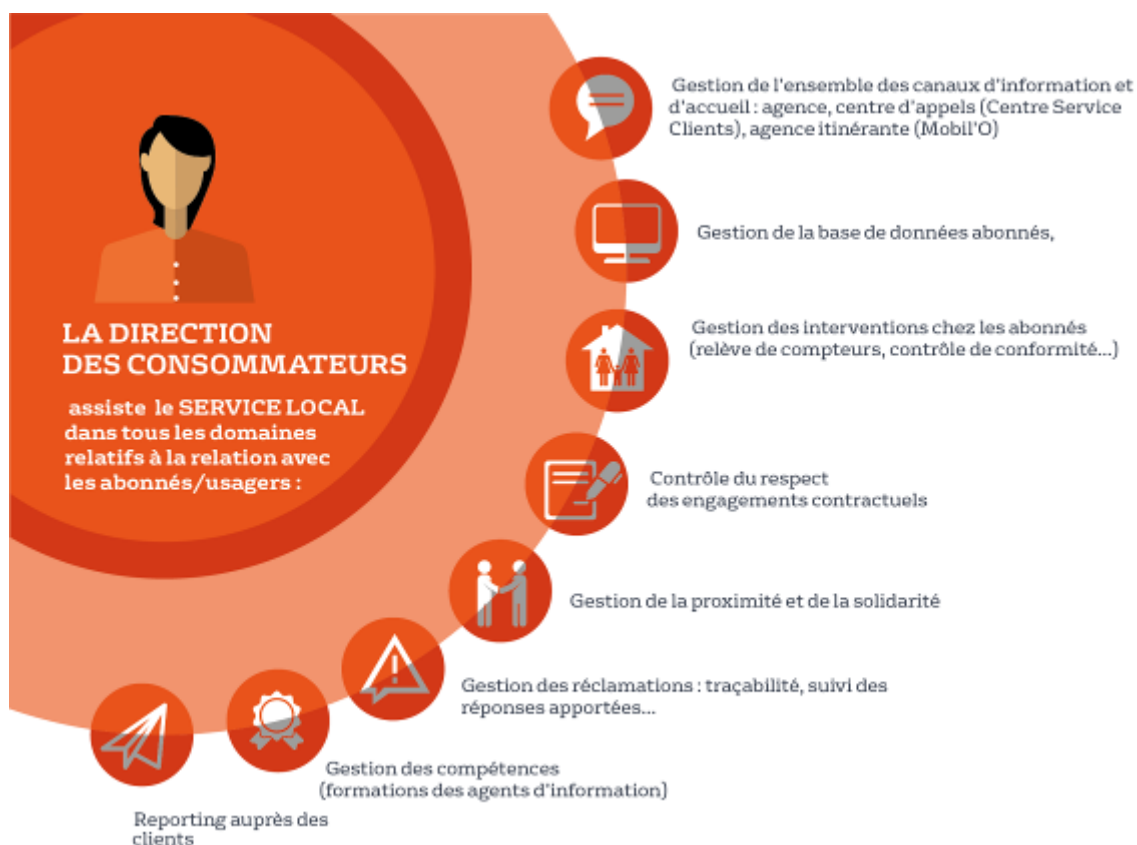 Gestion de l'ensemble des canaux d'information et
d'accueil : agence, centre d'appels (Centre Service
Clients), agence itinérante (Mobil'O)
Gestion de la base de données abonnés,
Gestion des interventions chez les abonnés
(relève de compteurs, contrôle de conformité...)
LA DIRECTION
DES CONSOMMATEURS
assiste le SERVICE LOCAL
dans tous les domaines
relatifs à la relation avec
les abonnés/usagers :
Contrôle du respect
des engagements contractuels
Gestion de la proximité et de la solidarité
Gestion des réclamations : traçabilité, suivi des
réponses apportées...
Gestion des compétences
(formations des agents d'information)
Reporting auprès des
clients